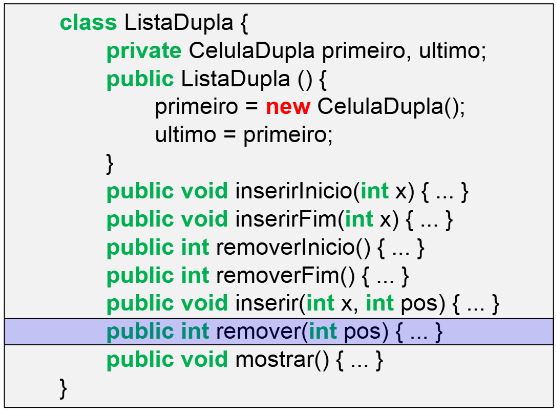 class ListaDupla {
private CelulaDupla primeiro, ultimo;
public ListaDupla () {
primeiro = new CelulaDupla();
ultimo = primeiro;
}
public void inserirInicio(int x) { ... }
public void inserirFim(int x) { ... }
public int removerInicio() { ... }
public int removerFim() { ... }
public void inserir(int x, int pos) { ... }
public int remover(int pos) { ... }
public void mostrar() { ... }
}